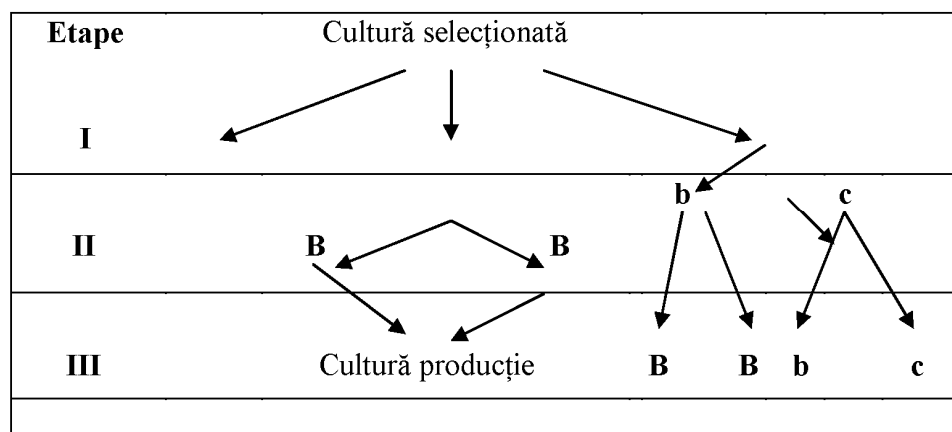 Etape Cultură selecționată
I
b c
II B B
III Cultură producție B B b c